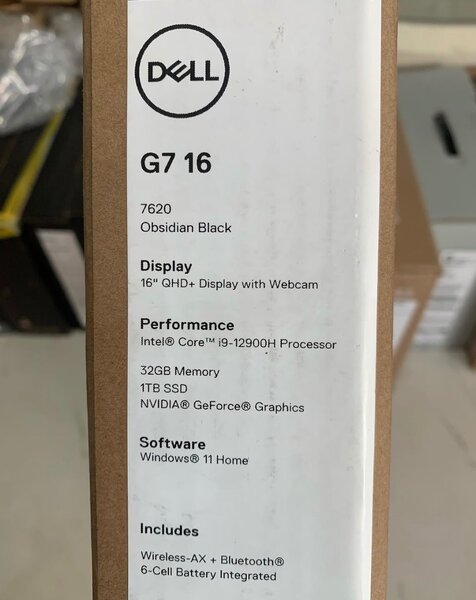 DELL
G7 16
7620
Obsidian Black
Display
16" QHD+ Display with Webcam
Performance
Intel® Core™ i9-12900H Processor
32GB Memory
1TB SSD
NVIDIA® GeForce® Graphics
Software
Windows® 11 Home
Includes
Wireless-AX + Bluetooth®
6-Cell Battery Integrated